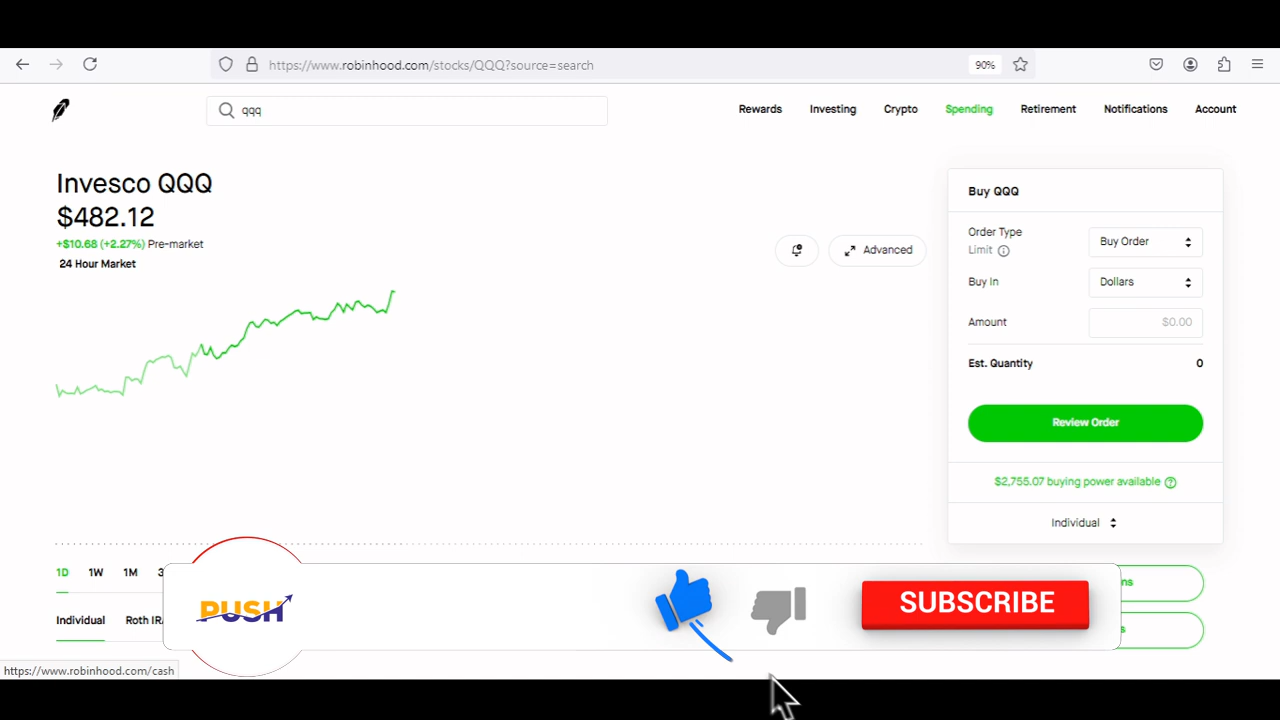 https://www.robinhood.com/stocks/QQQ?source=search
90%
qqq
Rewards
Investing
Crypto
Spending
Retirement
Notifications
Account
Invesco QQQ
$482.12
+$10.68 (+2.27%) Pre-market
24 Hour Market
Advanced
Buy QQQ
Order Type
Limit
Buy Order
Buy In
Dollars
Amount
$0.00
Est. Quantity
0
Review Order
$2,755.07 buying power available
Individual
1D
1W
1M
Individual
Roth
PUSH
SUBSCRIBE
https://www.robinhood.com/cash